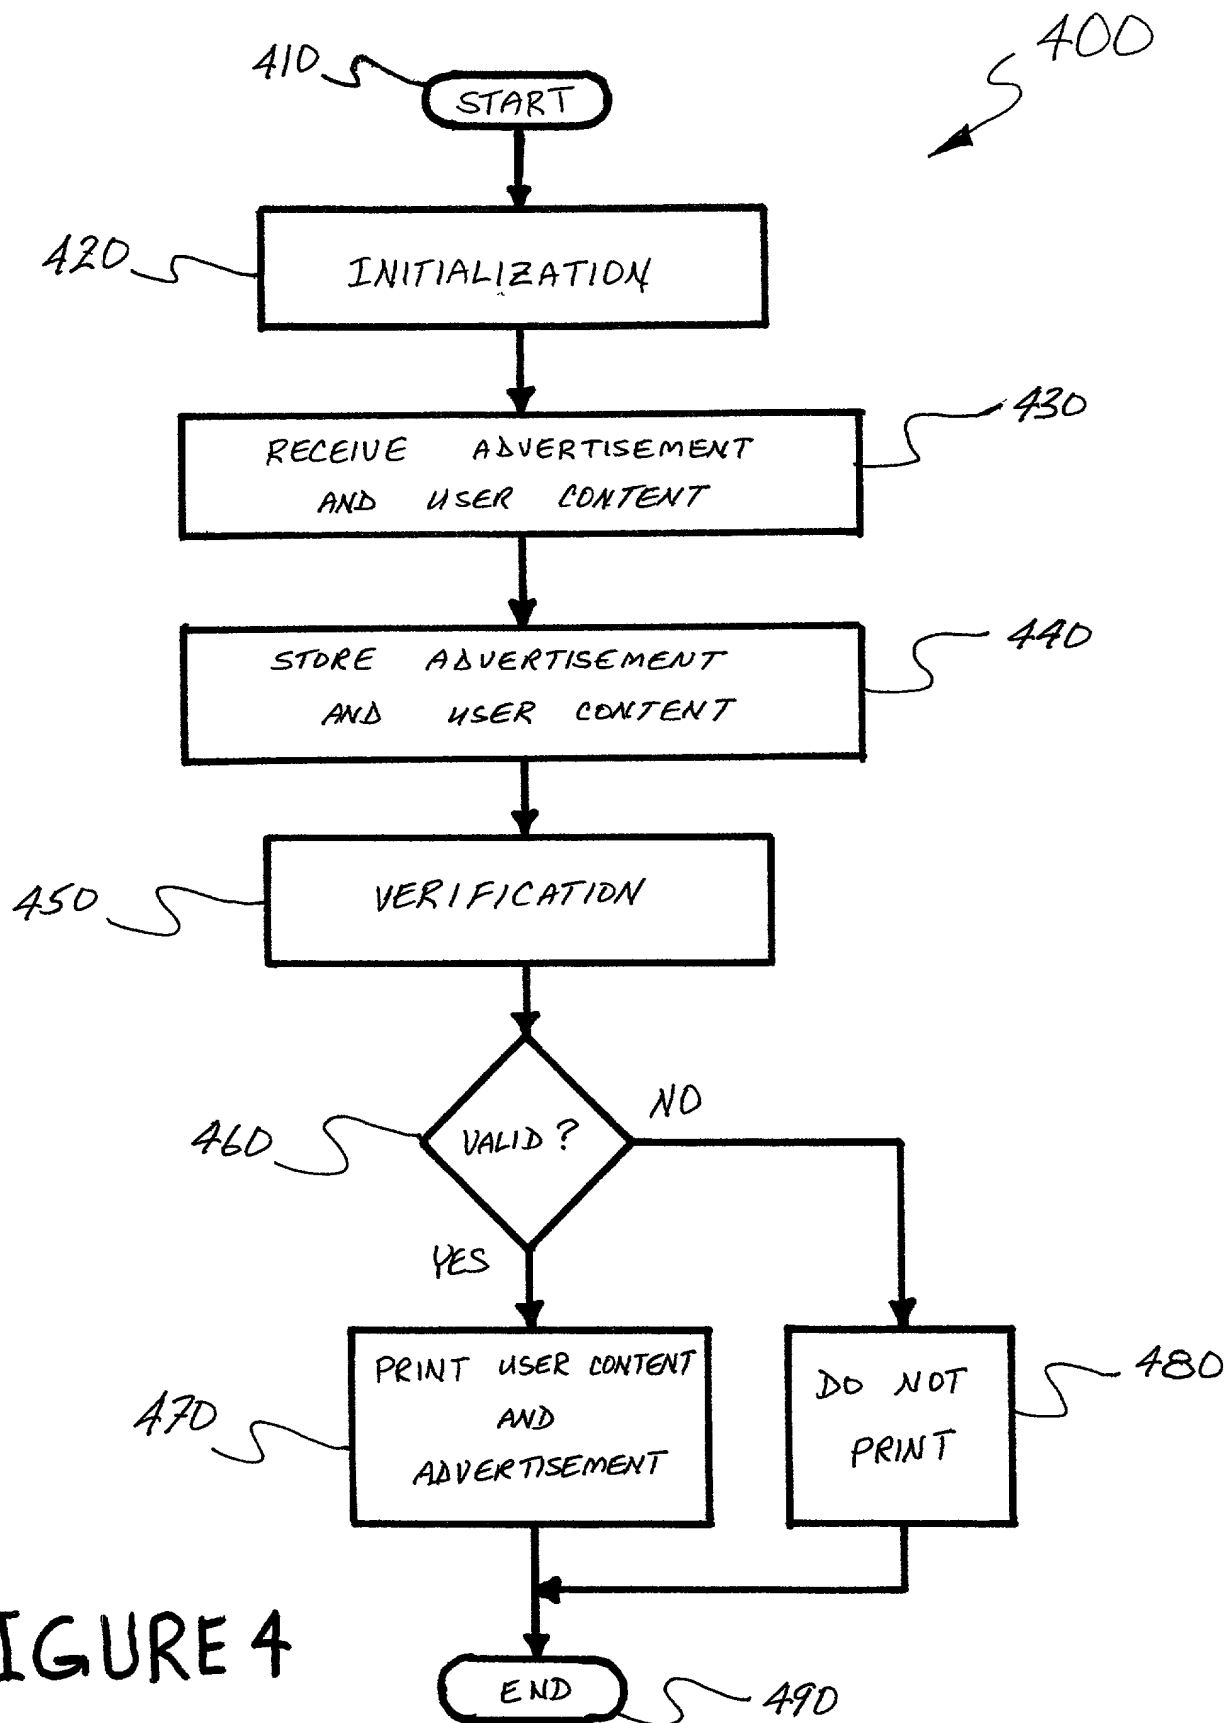 400
410
START
420
INITIALIZATION
430
RECEIVE ADVERTISEMENT
AND USER CONTENT
440
STORE ADVERTISEMENT
AND USER CONTENT
450
VERIFICATION
460
VALID?
NO
YES
470
PRINT USER CONTENT
AND
ADVERTISEMENT
480
DO NOT
PRINT
IGURE 4
END
490